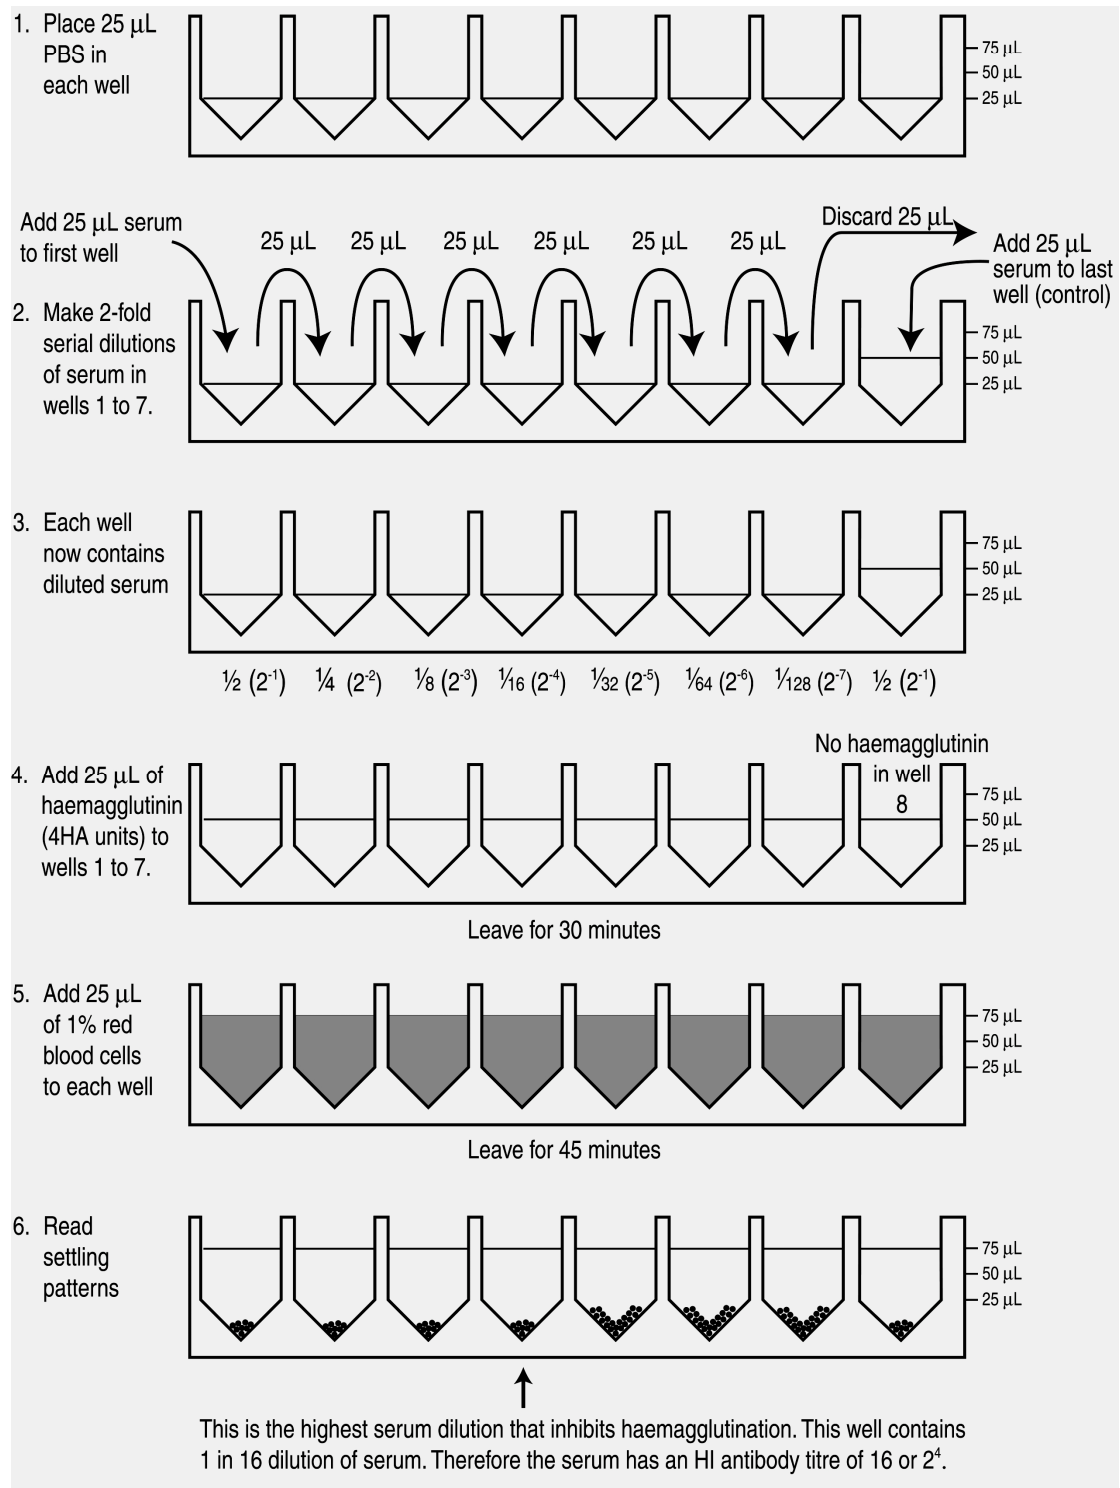 1. Place 25 µL
PBS in
each well
75 µL
50 µL
25 µL
Add 25 µL serum
to first well
25 µL 25 µL 25 µL 25 µL 25 µL 25 µL
Discard 25 µL
Add 25 µL
serum to last
well (control)
2. Make 2-fold
serial dilutions
of serum in
wells 1 to 7.
75 µL
50 µL
25 µL
3. Each well
now contains
diluted serum
75 µL
50 µL
25 µL
½ (2⁻¹) ¼ (2⁻²) ⅛ (2⁻³) 1/16 (2⁻⁴) 1/32 (2⁻⁵) 1/64 (2⁻⁶) 1/128 (2⁻⁷) ½ (2⁻¹)
4. Add 25 µL of
haemagglutinin
(4HA units) to
wells 1 to 7.
No haemagglutinin
in well
8
75 µL
50 µL
25 µL
Leave for 30 minutes
5. Add 25 µL
of 1% red
blood cells
to each well
75 µL
50 µL
25 µL
Leave for 45 minutes
6. Read
settling
patterns
75 µL
50 µL
25 µL
This is the highest serum dilution that inhibits haemagglutination. This well contains
1 in 16 dilution of serum. Therefore the serum has an HI antibody titre of 16 or 2⁴.